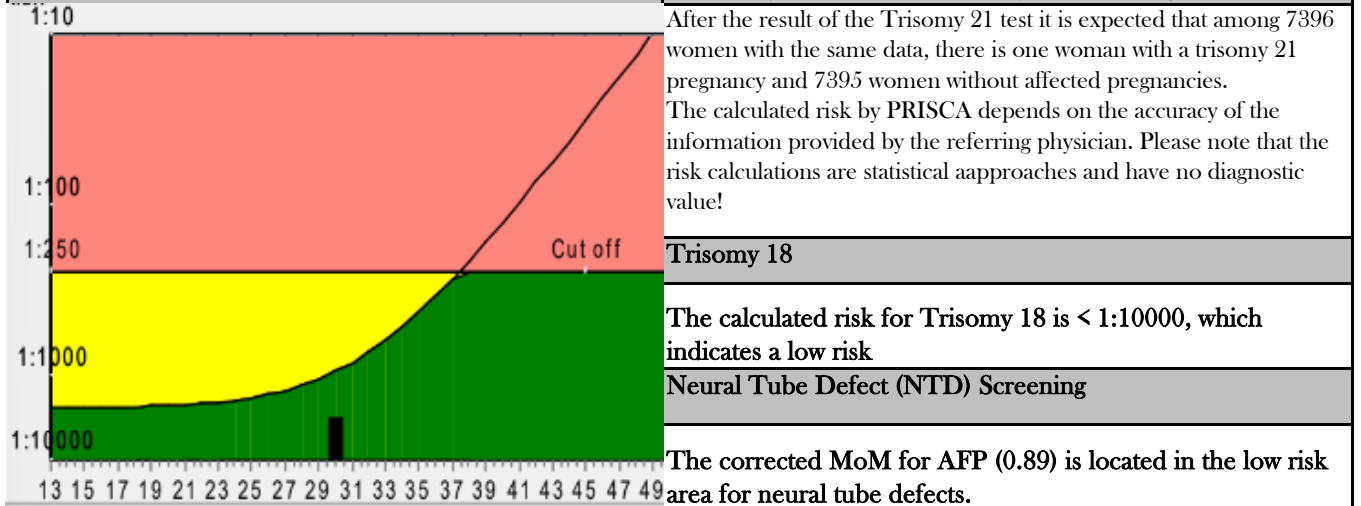 1:10
1:100
1:250
Cut off
1:1000
1:10000
13 15 17 19 21 23 25 27 29 31 33 35 37 39 41 43 45 47 49
After the result of the Trisomy 21 test it is expected that among 7396
women with the same data, there is one woman with a trisomy 21
pregnancy and 7395 women without affected pregnancies.
The calculated risk by PRISCA depends on the accuracy of the
information provided by the referring physician. Please note that the
risk calculations are statistical aapproaches and have no diagnostic
value!
Trisomy 18
The calculated risk for Trisomy 18 is < 1:10000, which
indicates a low risk
Neural Tube Defect (NTD) Screening
The corrected MoM for AFP (0.89) is located in the low risk
area for neural tube defects.